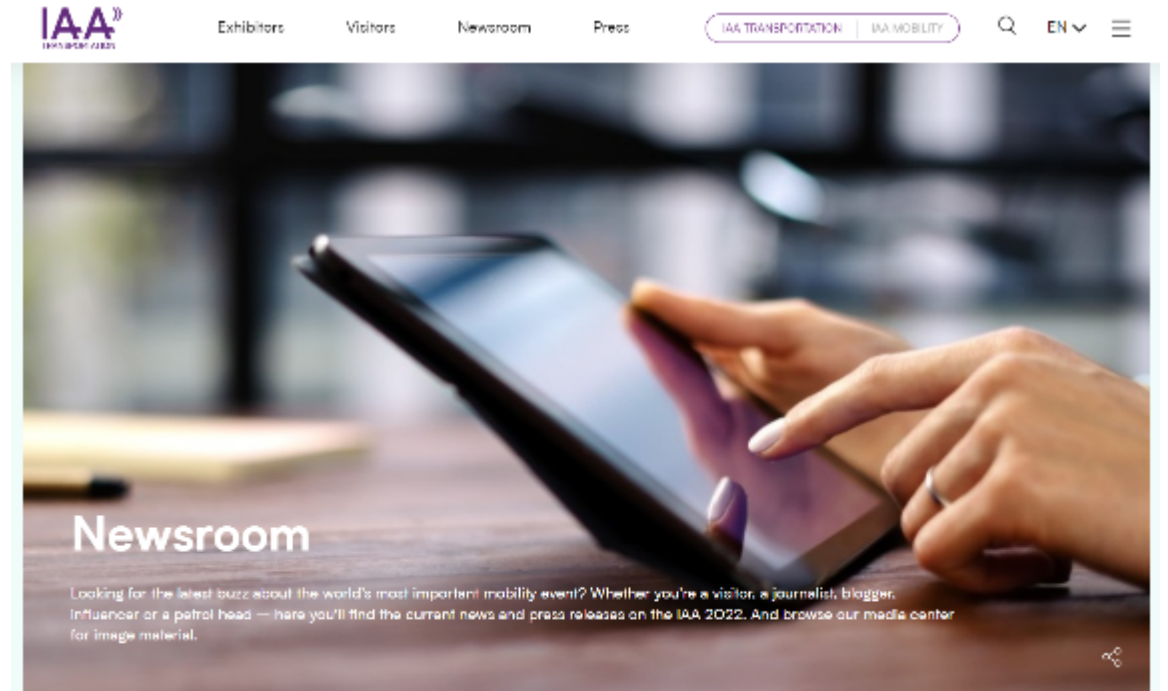 IAA
TRANSPORTATION
Exhibitors
Visitors
Newsroom
Press
IAA TRANSPORTATION
IAA MOBILITY
EN
Newsroom
Looking for the latest buzz about the world's most important mobility event? Whether you're a visitor, a journalist, blogger,
influencer or a petrol head — here you'll find the current news and press releases on the IAA 2022. And browse our media center
for image material.